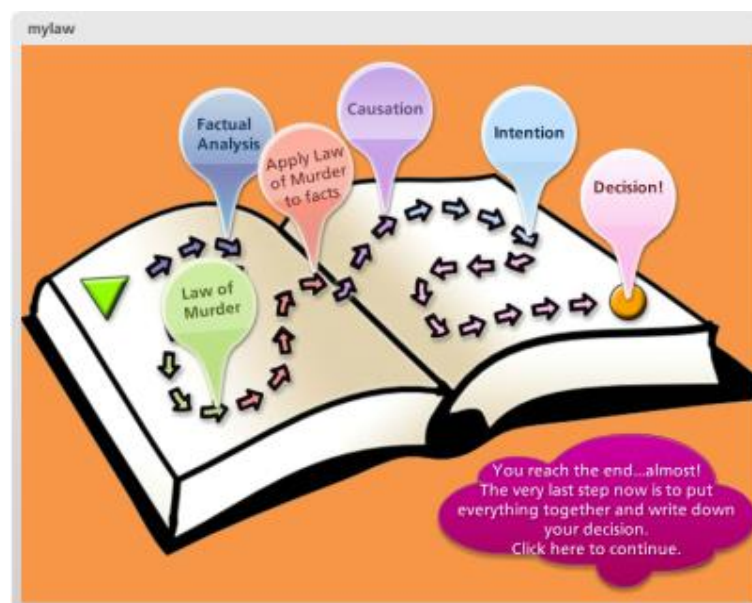 mylaw
Factual
Analysis
Law of
Murder
Apply Law
of Murder
to facts
Causation
Intention
Decision!
You reach the end...almost!
The very last step now is to put
everything together and write down
your decision.
Click here to continue.